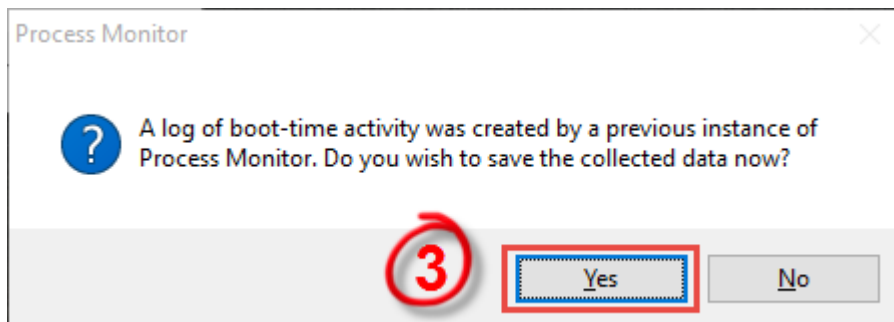 Process Monitor
A log of boot-time activity was created by a previous instance of
Process Monitor. Do you wish to save the collected data now?
3
Yes
No